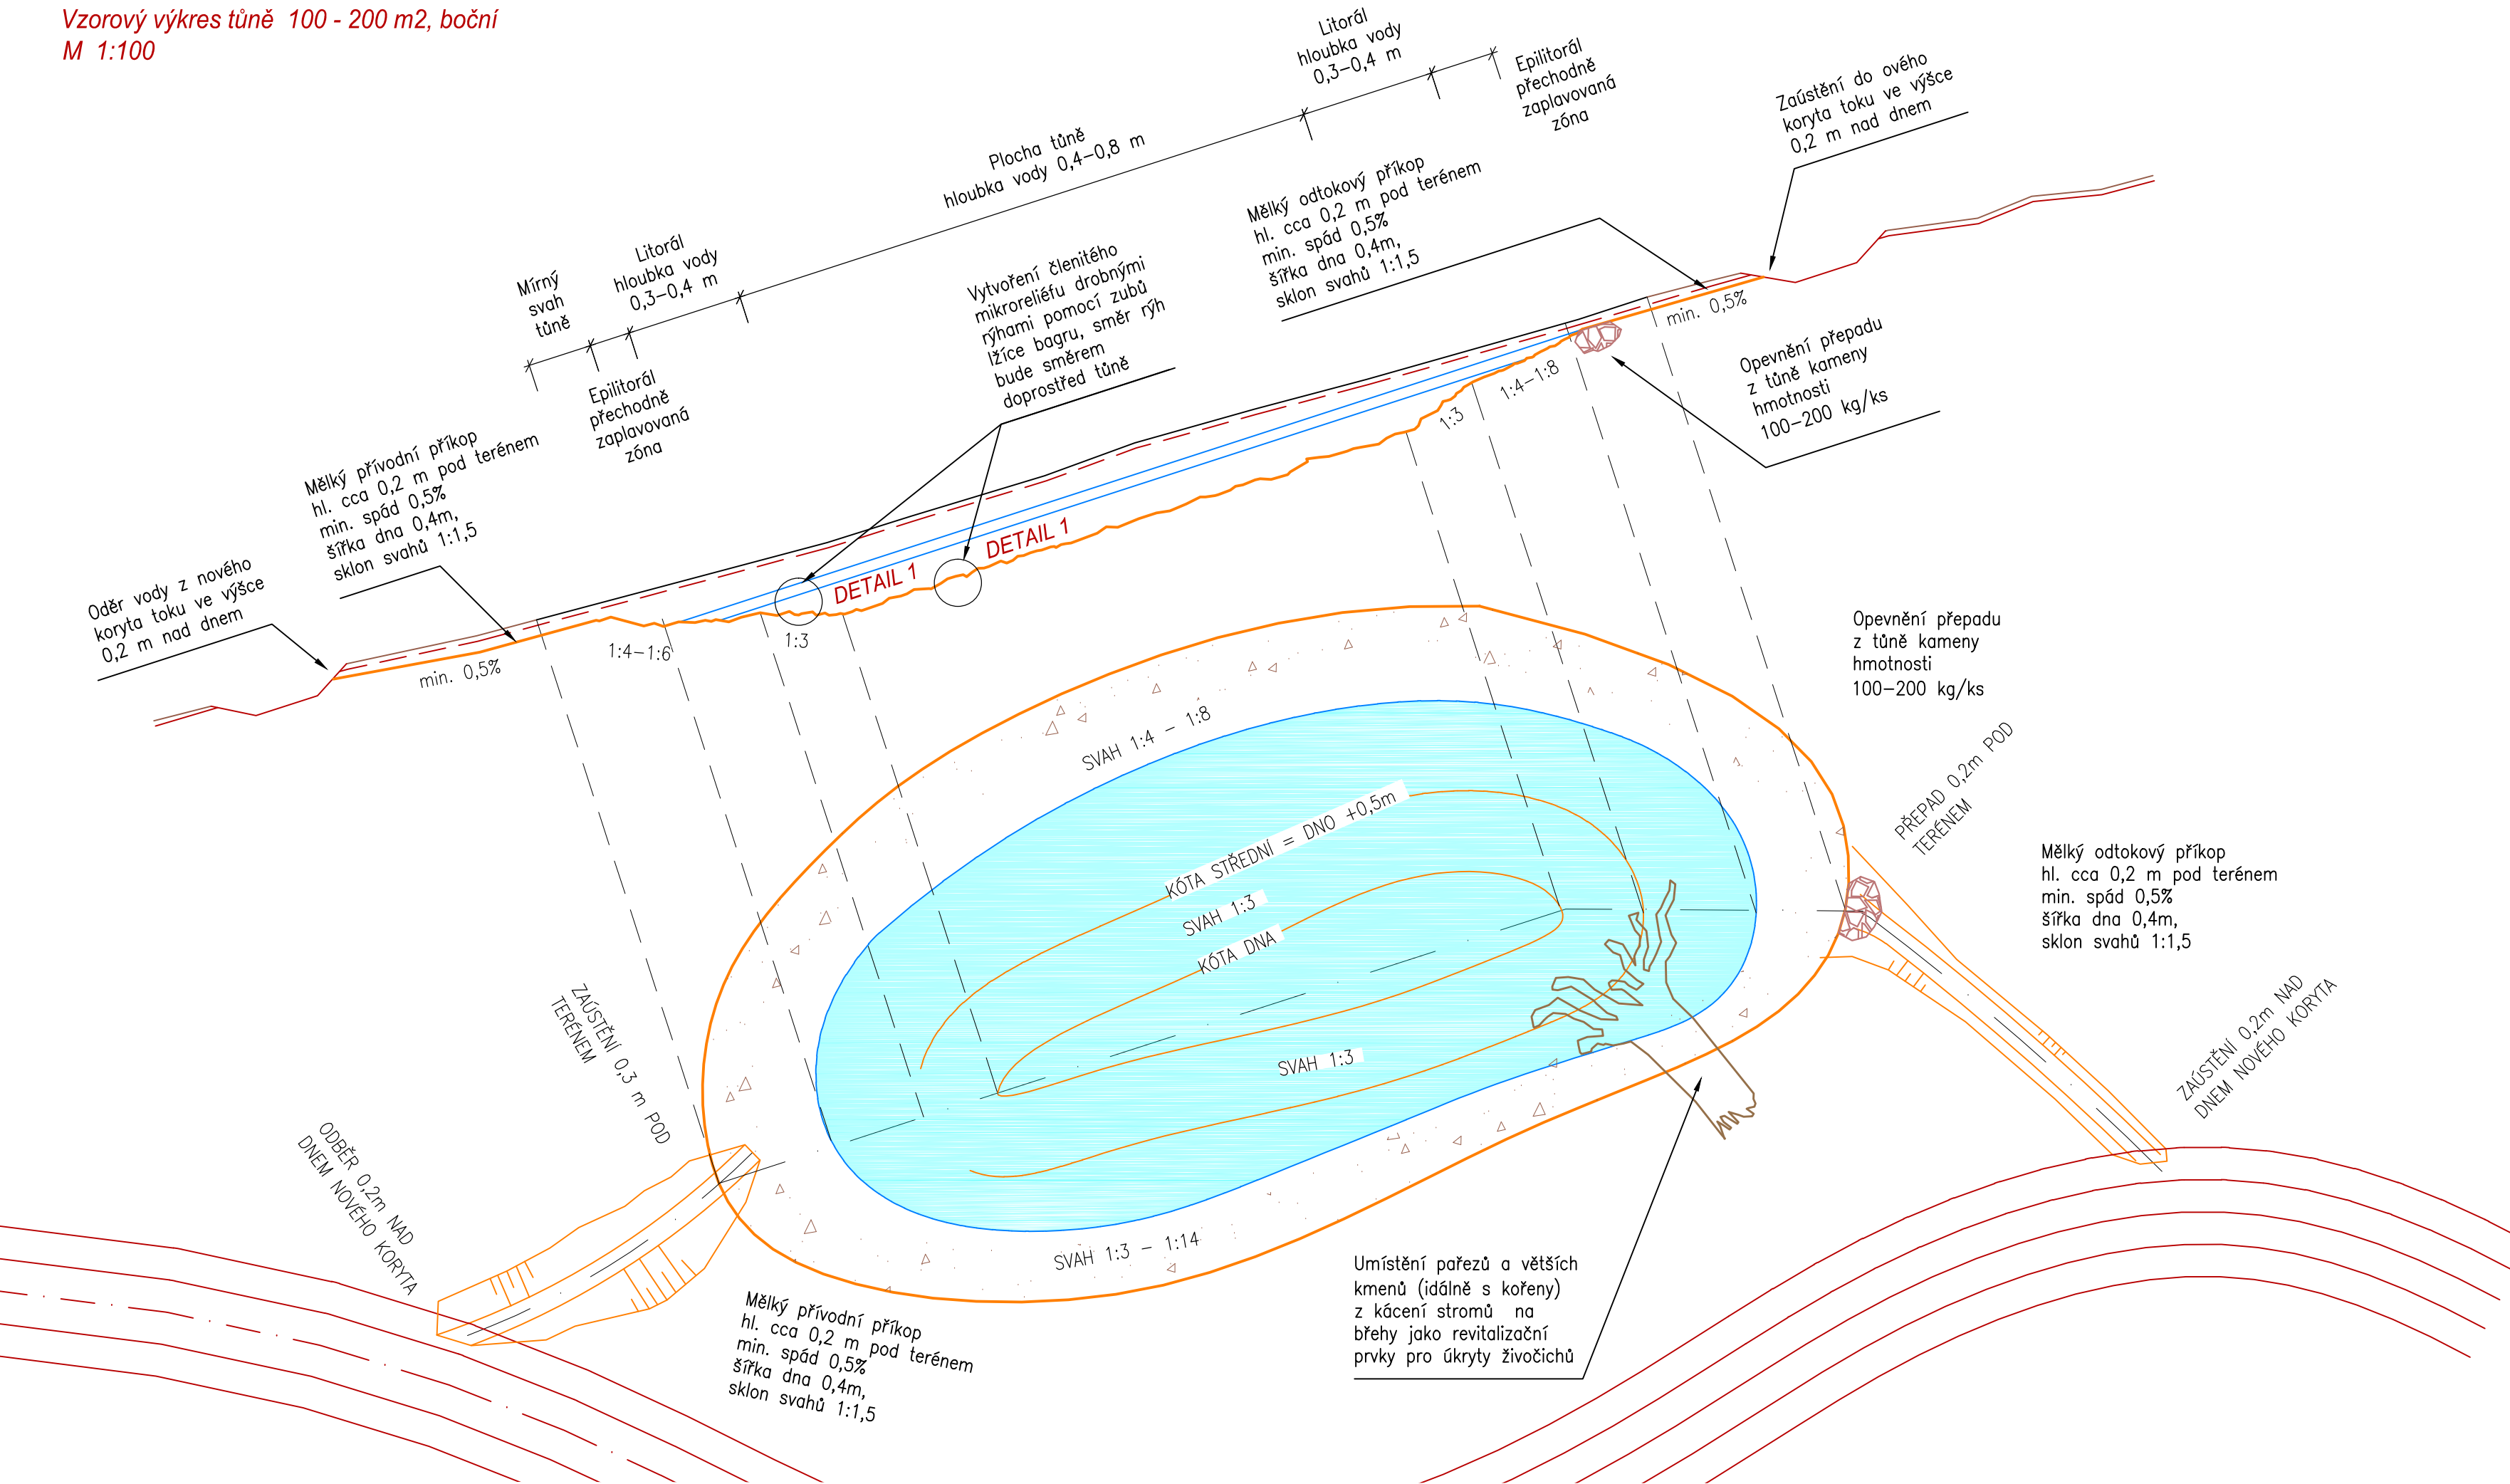 Vzorový výkres tůně 100 - 200 m2, boční
M 1:100
Litorál
hloubka vody
0,3-0,4 m
Epilitorál
přechodně
zaplavovaná
zóna
Zaústění do ového
koryta toku ve výšce
0,2 m nad dnem
Plocha tůně
hloubka vody 0,4-0,8 m
Mělký odtokový příkop
hl. cca 0,2 m pod terénem
min. spád 0,5%
šířka dna 0,4m,
sklon svahů 1:1,5
Litorál
hloubka vody
0,3-0,4 m
Mírný
svah
tůně
Vytvoření členitého
mikroreliéfu drobnými
rýhami pomocí zubů
lžíce bagru, směr rýh
bude směrem
doprostřed tůně
Epilitorál
přechodně
zaplavovaná
zóna
min. 0,5%
Opevnění přepadu
z tůně kameny
hmotnosti
100-200 kg/ks
1:4-1:8
1:3
Mělký přívodní příkop
hl. cca 0,2 m pod terénem
min. spád 0,5%
šířka dna 0,4m,
sklon svahů 1:1,5
DETAIL 1
DETAIL 1
Oděr vody z nového
koryta toku ve výšce
0,2 m nad dnem
min. 0,5%
1:4-1:6
1:3
Opevnění přepadu
z tůně kameny
hmotnosti
100-200 kg/ks
SVAH 1:4 - 1:8
PŘEPAD 0,2m POD
TERÉNEM
KÓTA STŘEDNÍ = DNO +0,5m
SVAH 1:3
KÓTA DNA
Mělký odtokový příkop
hl. cca 0,2 m pod terénem
min. spád 0,5%
šířka dna 0,4m,
sklon svahů 1:1,5
ZAÚSTĚNÍ 0,3 m POD
TERÉNEM
SVAH 1:3
ZAÚSTĚNÍ 0,2m NAD
DNEM NOVÉHO KORYTA
ODBĚR 0,2m NAD
DNEM NOVÉHO KORYTA
SVAH 1:3 - 1:14
Umístění pařezů a větších
kmenů (idálně s kořeny)
z kácení stromů na
břehy jako revitalizační
prvky pro úkryty živočichů
Mělký přívodní příkop
hl. cca 0,2 m pod terénem
min. spád 0,5%
šířka dna 0,4m,
sklon svahů 1:1,5